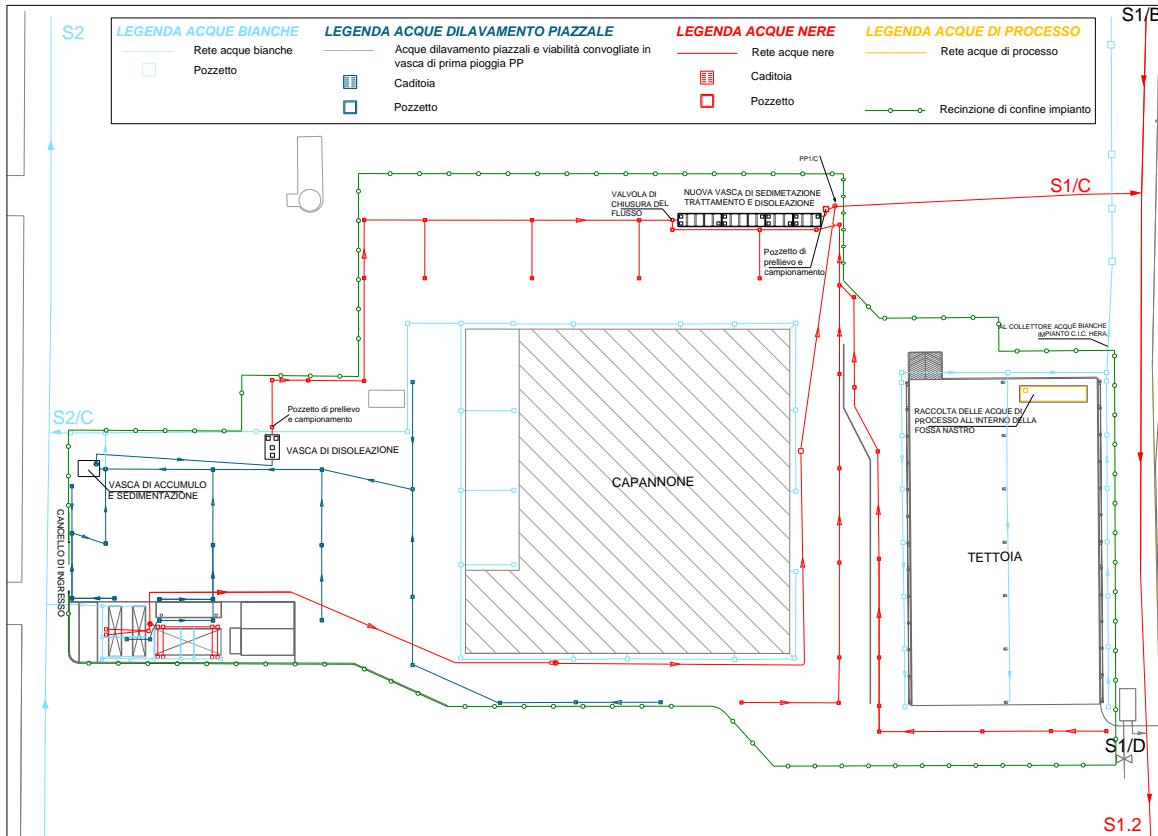 S1/B
S2
LEGENDA ACQUE BIANCHE
Rete acque bianche
Pozzetto
LEGENDA ACQUE DILAVAMENTO PIAZZALE
Acque dilavamento piazzali e viabilità convogliate in
vasca di prima pioggia PP
Caditoia
Pozzetto
LEGENDA ACQUE NERE
Rete acque nere
Caditoia
Pozzetto
LEGENDA ACQUE DI PROCESSO
Rete acque di processo
Recinzione di confine impianto
PP1/C
VALVOLA DI
CHIUSURA DEL
FLUSSO
NUOVA VASCA DI SEDIMETAZIONE
TRATTAMENTO E DISOLEAZIONE
S1/C
Pozzetto di
prellievo e
campionamento
AL COLLETTORE ACQUE BIANCHE
IMPIANTO C.I.C. HERA
S2/C
Pozzetto di prellievo
e campionamento
VASCA DI DISOLEAZIONE
RACCOLTA DELLE ACQUE DI
PROCESSO ALL'INTERNO DELLA
FOSSA NASTRO
VASCA DI ACCUMULO
E SEDIMENTAZIONE
CAPANNONE
CANCELLO DI INGRESSO
TETTOIA
S1/D
S1.2